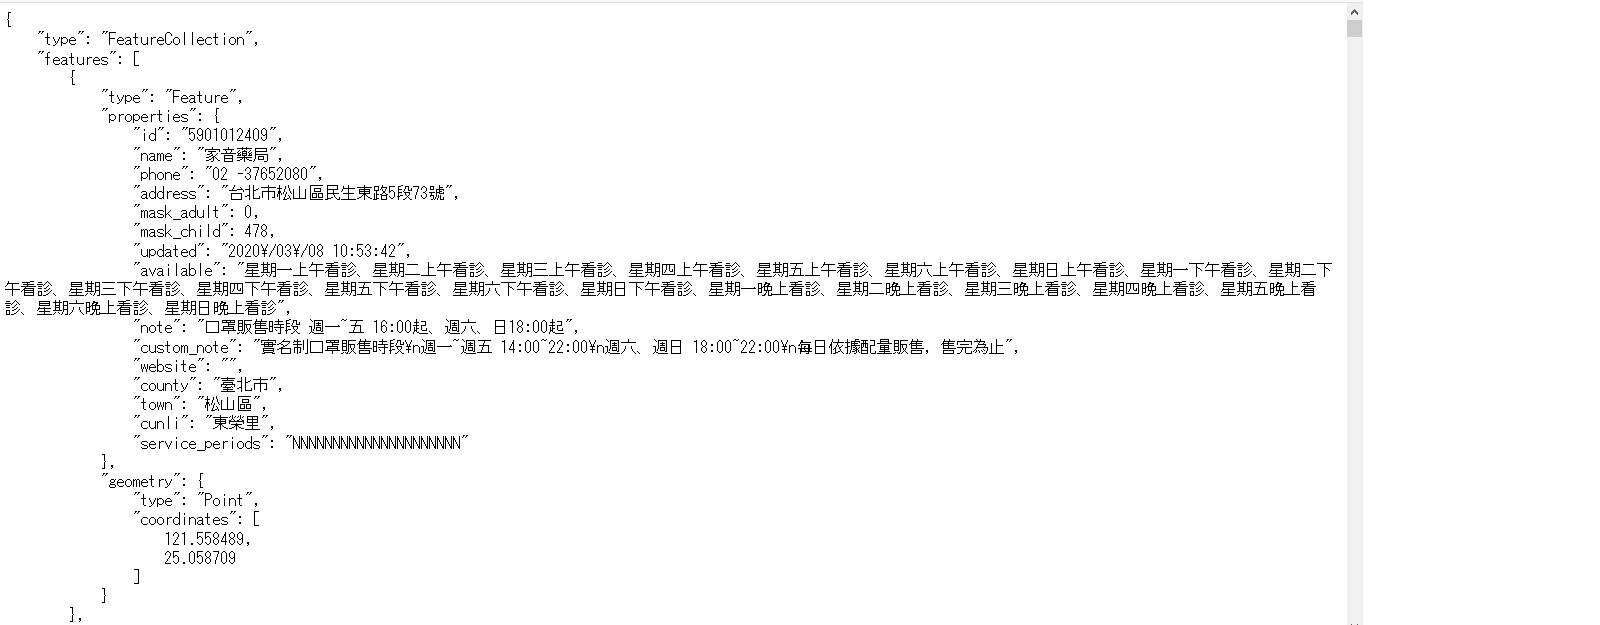 {
"type": "FeatureCollection",
"features": [
{
"type": "Feature",
"properties": {
"id": "5901012409",
"name": "家音藥局",
"phone": "02 -37652080",
"address": "台北市松山區民生東路5段73號",
"mask_adult": 0,
"mask_child": 478,
"updated": "2020¥/03¥/08 10:53:42",
"available": "星期一上午看診、星期二上午看診、星期三上午看診、星期四上午看診、星期五上午看診、星期六上午看診、星期日上午看診、星期一下午看診、星期二下
午看診、星期三下午看診、星期四下午看診、星期五下午看診、星期六下午看診、星期日下午看診、星期一晚上看診、星期二晚上看診、星期三晚上看診、星期四晚上看診、星期五晚上看
診、星期六晚上看診、星期日晚上看診",
"note": "口罩販售時段 週一~五 16:00起、週六、日18:00起",
"custom_note": "實名制口罩販售時段¥n週一~週五 14:00~22:00¥n週六、週日 18:00~22:00¥n每日依據配量販售，售完為止",
"website": "",
"county": "臺北市",
"town": "松山區",
"cunli": "東榮里",
"service_periods": "NNNNNNNNNNNNNNNNNNNNN"
},
"geometry": {
"type": "Point",
"coordinates": [
121.558489,
25.058709
]
}
},